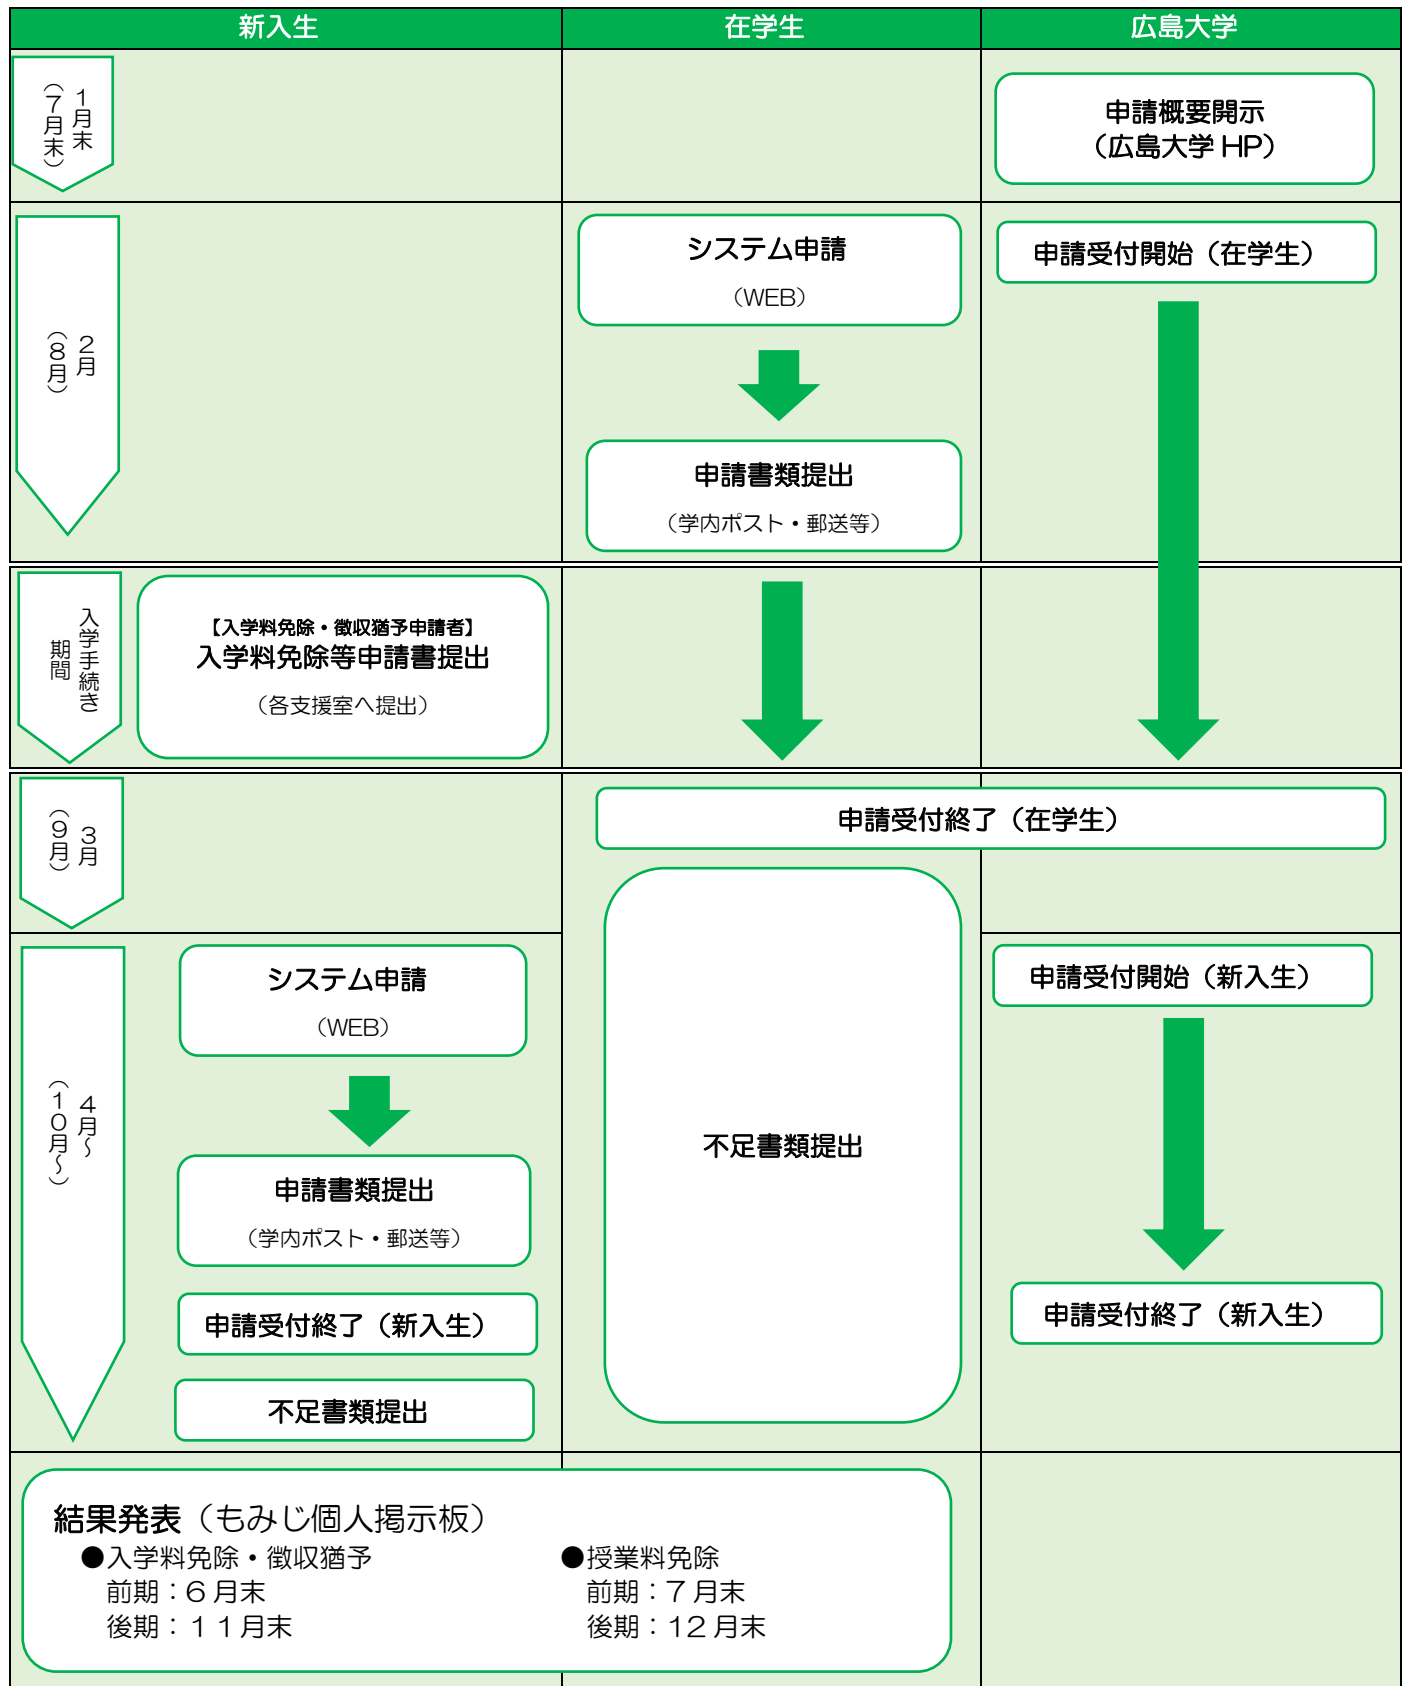 新入生
在学生
広島大学
1月末
（7月末）
申請概要開示
（広島大学 HP）
2月
（8月）
システム申請
（WEB）
申請書類提出
（学内ポスト・郵送等）
申請受付開始（在学生）
入学手続き
期間
【入学料免除・徴収猶予申請者】
入学料免除等申請書提出
（各支援室へ提出）
3月
（9月）
申請受付終了（在学生）
不足書類提出
4月～
（10月～）
システム申請
（WEB）
申請書類提出
（学内ポスト・郵送等）
申請受付終了（新入生）
不足書類提出
申請受付開始（新入生）
申請受付終了（新入生）
結果発表（もみじ個人掲示板）
●入学料免除・徴収猶予
前期：6 月末
後期：１１月末
●授業料免除
前期：7 月末
後期：12 月末